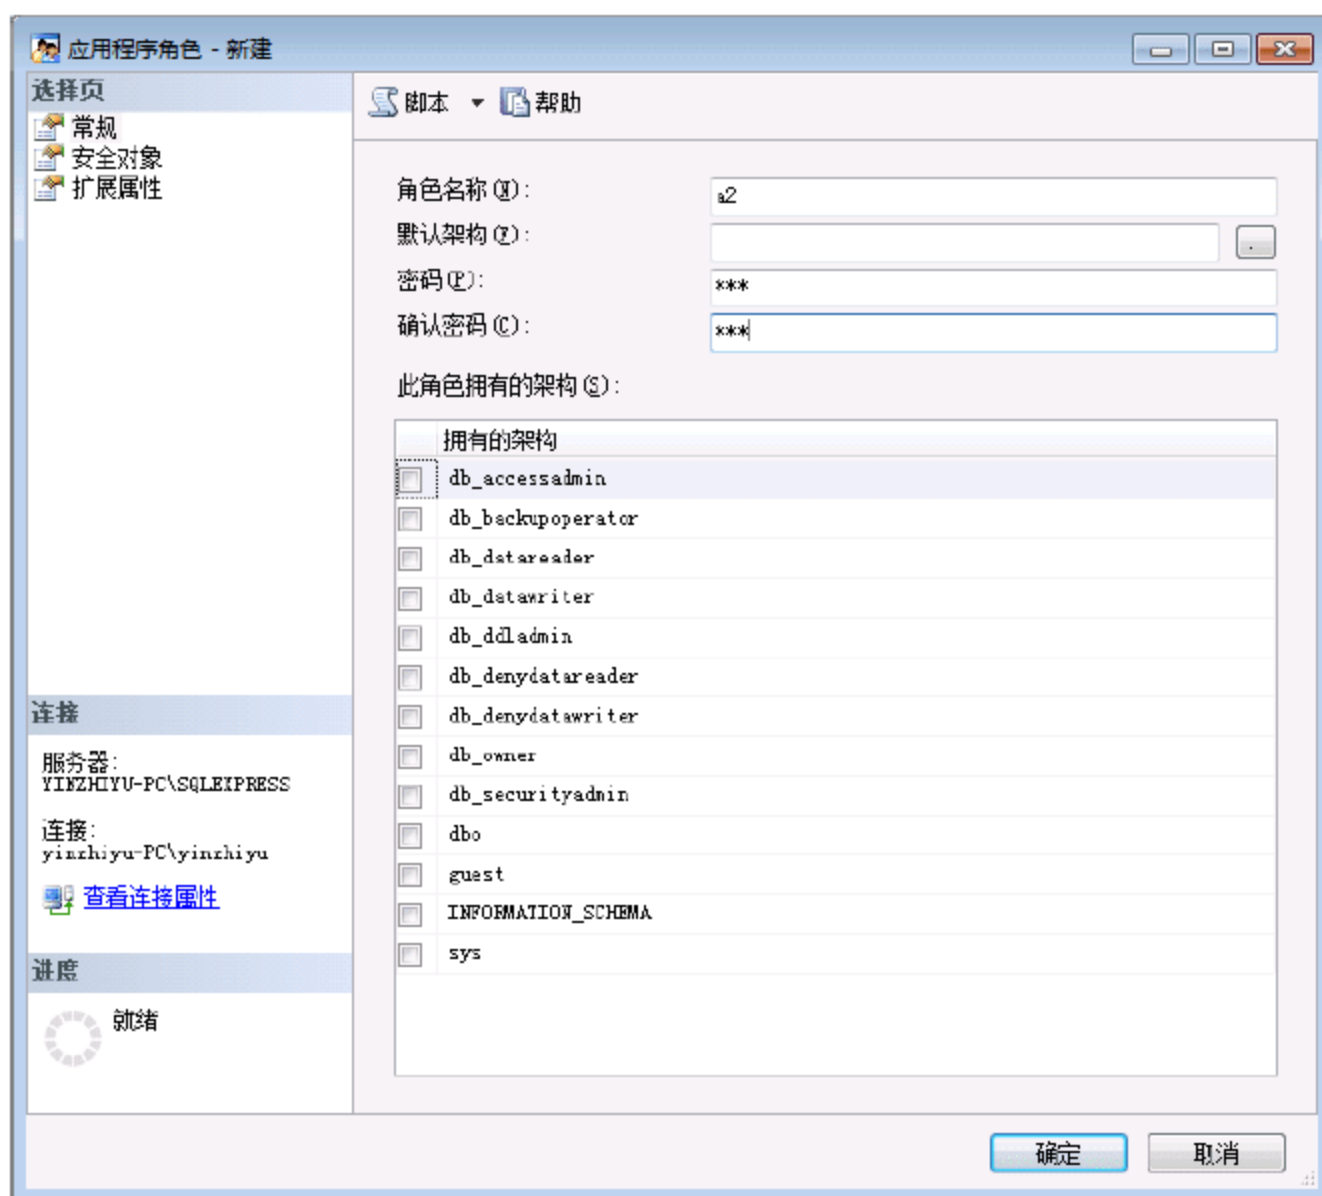 应用程序角色 - 新建
选择页
常规
安全对象
扩展属性
脚本 帮助
角色名称(N): a2
默认架构(F): .
密码(P): ***
确认密码(C): ***
此角色拥有的架构(S):
拥有的架构
db_accessadmin
db_backupoperator
db_datareader
db_datawriter
db_ddladmin
db_denydatareader
db_denydatawriter
db_owner
db_securityadmin
dbo
guest
INFORMATION_SCHEMA
sys
连接
服务器:
YINZHIYU-PC\SQLEXPRESS
连接:
yinzhiyu-PC\yinzhiyu
查看连接属性
进度
就绪
确定 取消